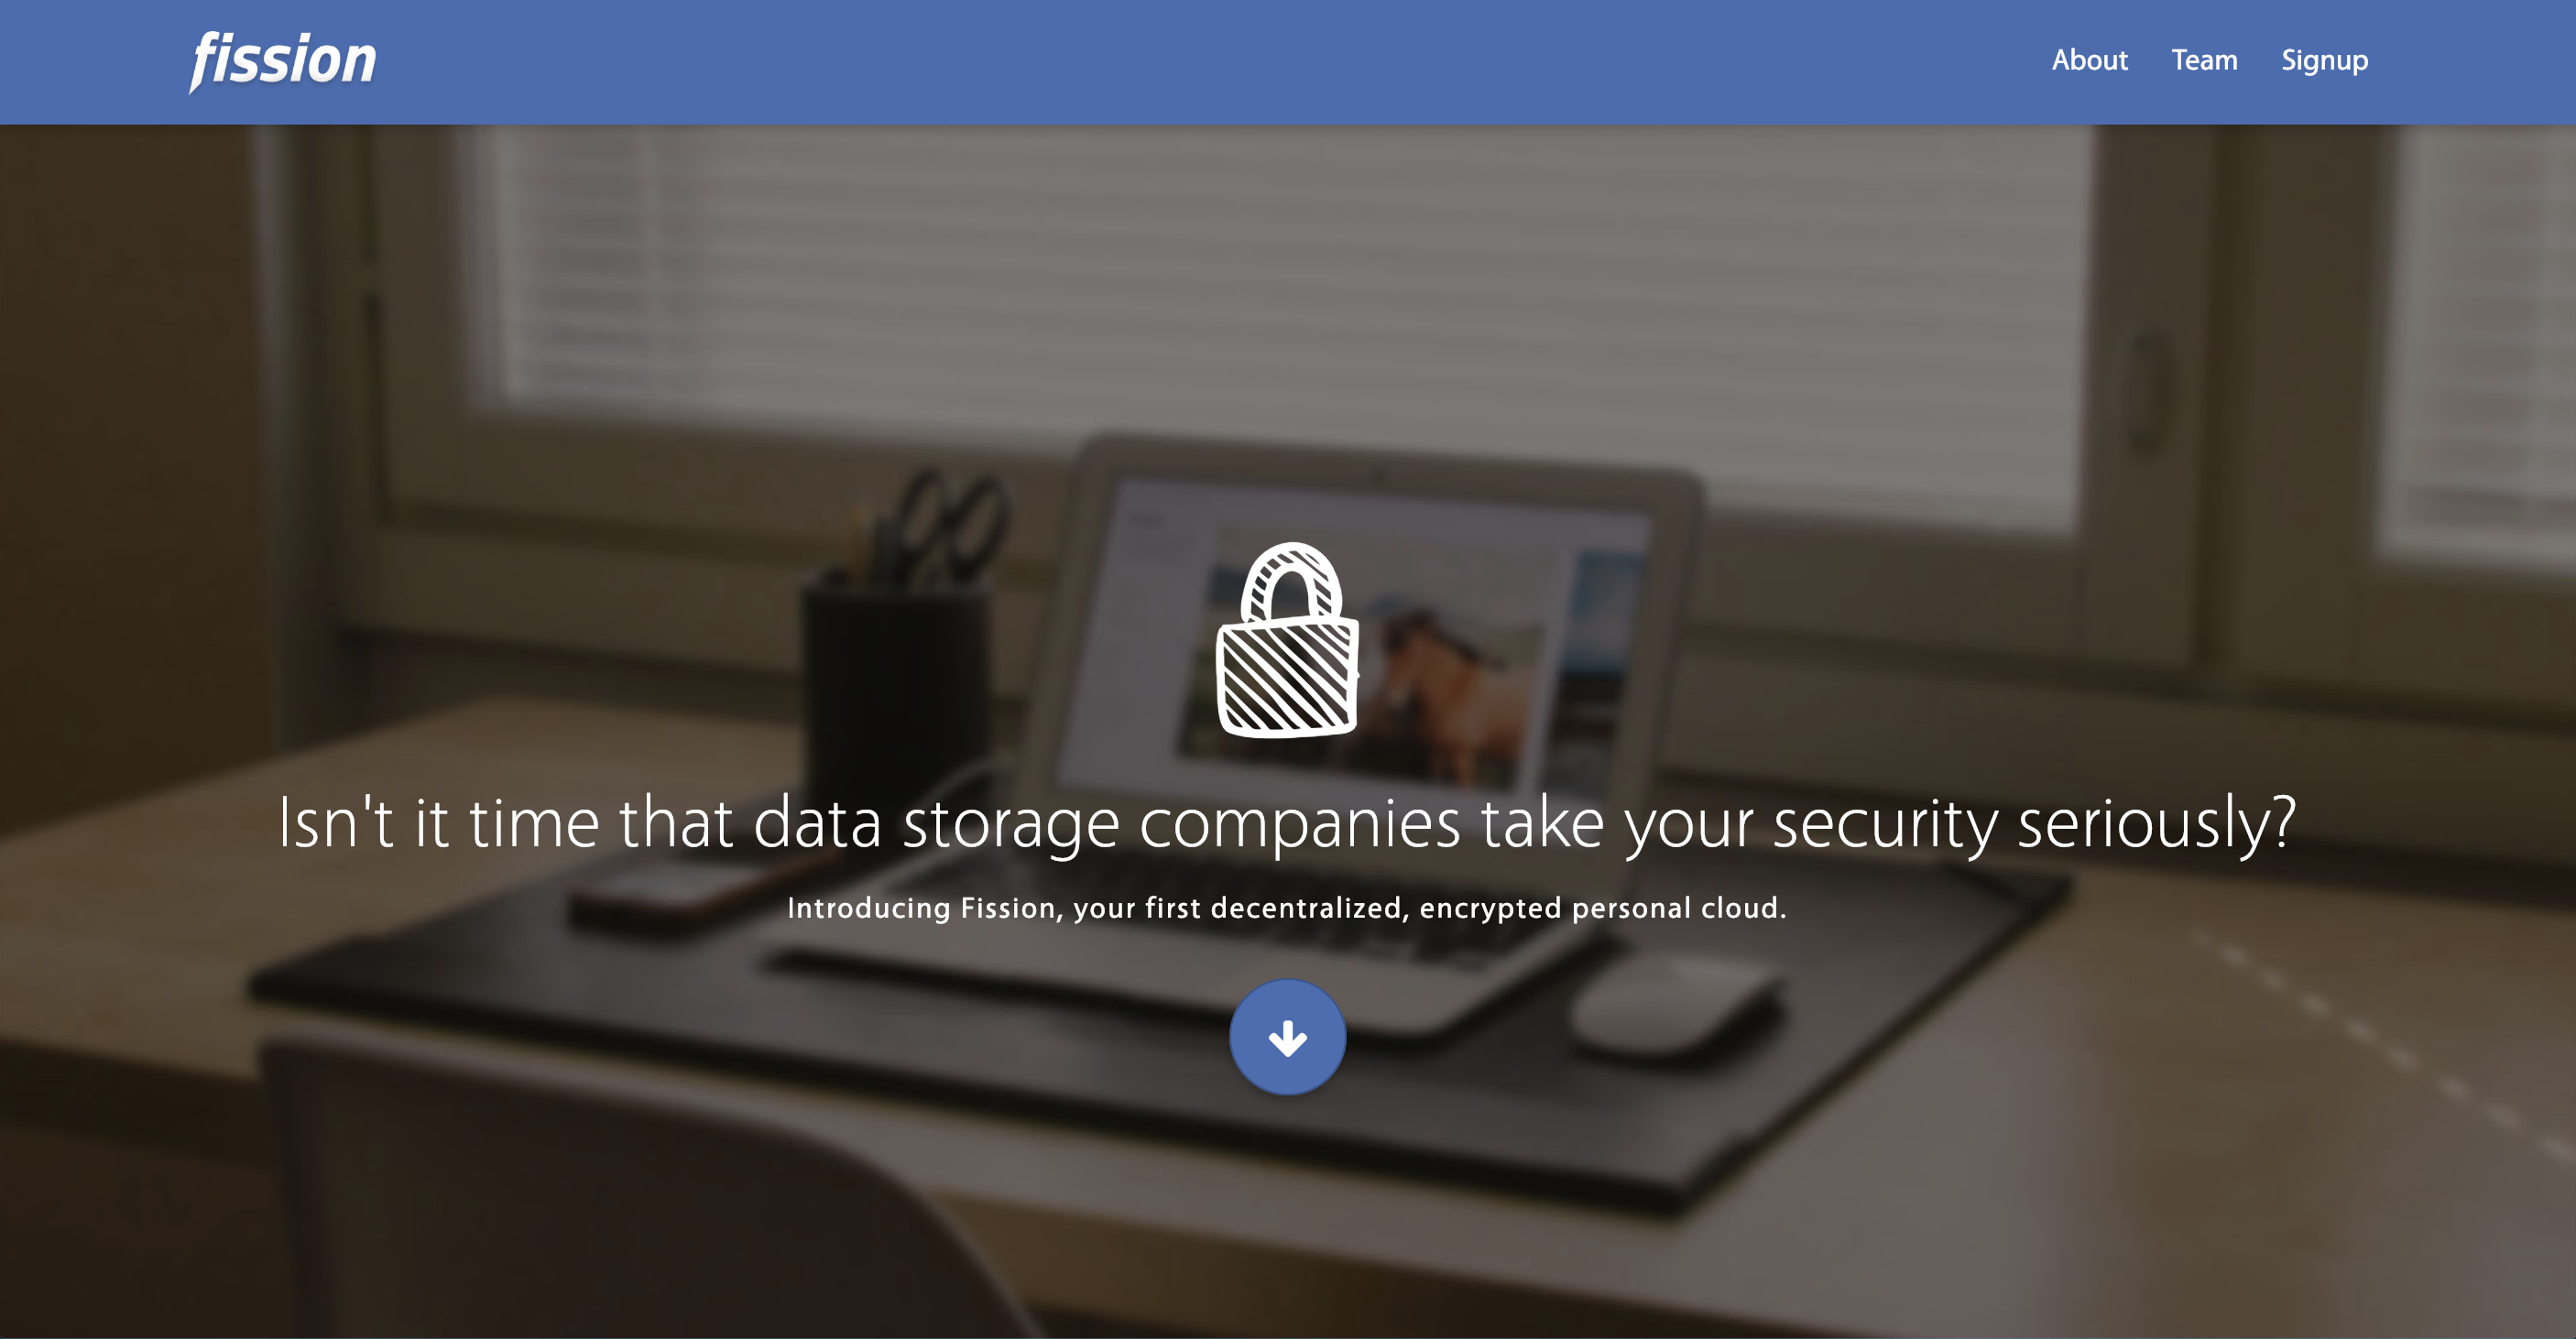 fission
About
Team
Signup
Isn't it time that data storage companies take your security seriously?
Introducing Fission, your first decentralized, encrypted personal cloud.